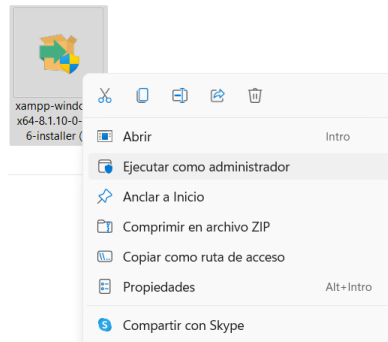 xampp-windo
x64-8.1.10-0-
6-installer (
Abrir Intro
Ejecutar como administrador
Anclar a Inicio
Comprimir en archivo ZIP
Copiar como ruta de acceso
Propiedades Alt+Intro
Compartir con Skype